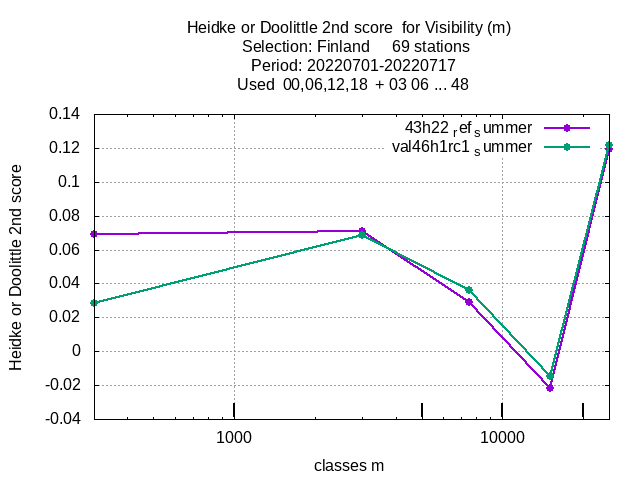 Heidke or Doolittle 2nd score  for Visibility (m)
Selection: Finland     69 stations
Period: 20220701-20220717
Used  00,06,12,18  + 03 06 ... 48
0.14
0.12
0.1
0.08
0.06
0.04
0.02
0
-0.02
-0.04
Heidke or Doolittle 2nd score
43h22 ref summer
val46h1rc1 summer
1000
10000
classes m